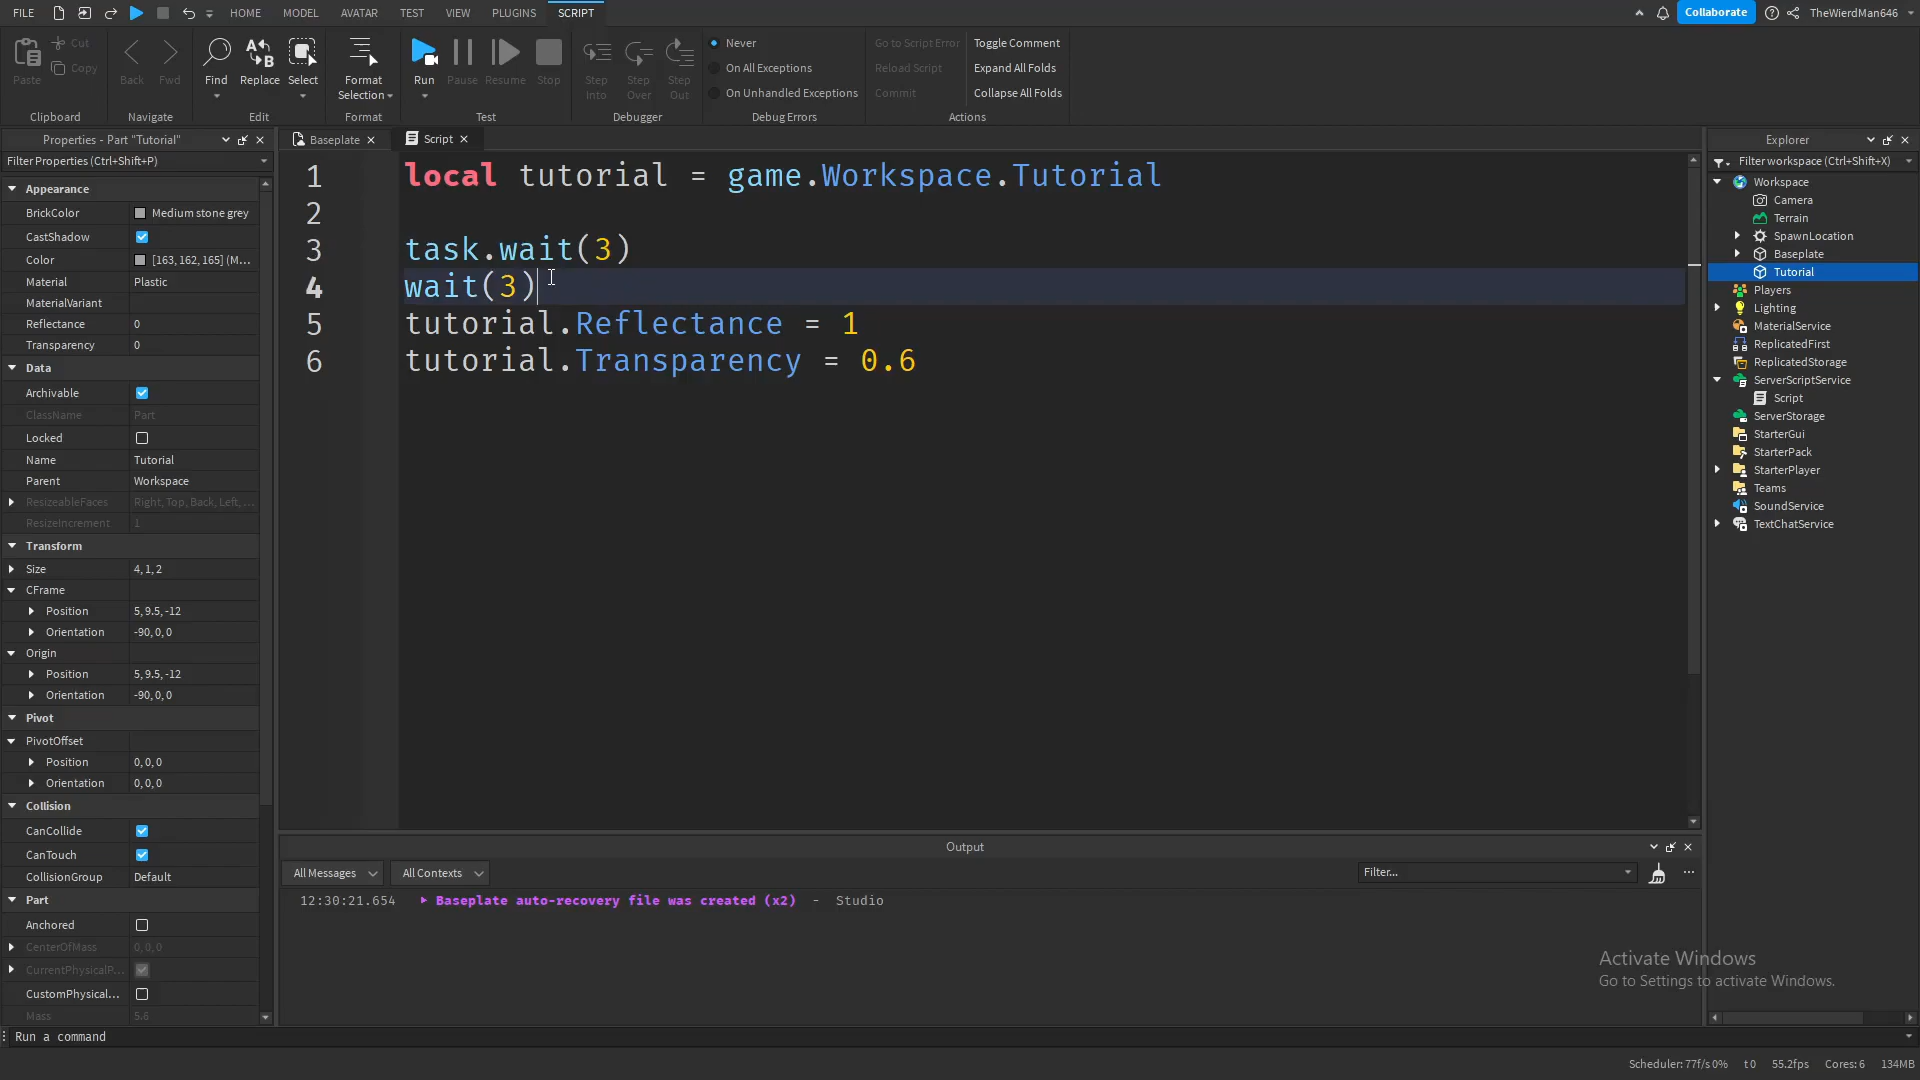 FILE HOME MODEL AVATAR TEST VIEW PLUGINS SCRIPT Collaborate TheWierdMan646
Paste Cut Copy Back Fwd Find Replace Select Format Selection Run Pause Resume Stop Step Into Step Over Step Out
Never Go to Script Error Toggle Comment
On All Exceptions Reload Script Expand All Folds
On Unhandled Exceptions Commit Collapse All Folds
Clipboard Navigate Edit Format Test Debugger Debug Errors Actions
Properties - Part "Tutorial"
Filter Properties (Ctrl+Shift+P)
Appearance
BrickColor Medium stone grey
CastShadow
Color [163, 162, 165] (M...
Material Plastic
MaterialVariant
Reflectance 0
Transparency 0
Data
Archivable
ClassName Part
Locked
Name Tutorial
Parent Workspace
ResizeableFaces Right, Top, Back, Left, ...
ResizeIncrement 1
Transform
Size 4, 1, 2
CFrame
Position 5, 9.5, -12
Orientation -90, 0, 0
Origin
Position 5, 9.5, -12
Orientation -90, 0, 0
Pivot
PivotOffset
Position 0, 0, 0
Orientation 0, 0, 0
Collision
CanCollide
CanTouch
CollisionGroup Default
Part
Anchored
CenterOfMass 0, 0, 0
CurrentPhysicalP...
CustomPhysical...
Mass 5.6
Baseplate Script
1 local tutorial = game.Workspace.Tutorial
2
3 task.wait(3)
4 wait(3)
5 tutorial.Reflectance = 1
6 tutorial.Transparency = 0.6
Output
All Messages All Contexts Filter...
12:30:21.654 Baseplate auto-recovery file was created (x2) - Studio
Explorer
Filter workspace (Ctrl+Shift+X)
Workspace
Camera
Terrain
SpawnLocation
Baseplate
Tutorial
Players
Lighting
MaterialService
ReplicatedFirst
ReplicatedStorage
ServerScriptService
Script
ServerStorage
StarterGui
StarterPack
StarterPlayer
Teams
SoundService
TextChatService
Activate Windows
Go to Settings to activate Windows.
Run a command
Scheduler: 77f/s 0% t 0 55.2fps Cores: 6 134MB